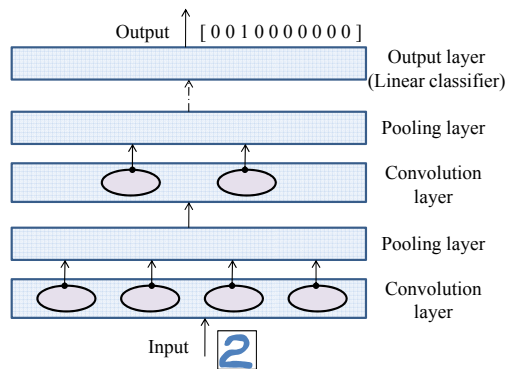 Output [ 0 0 1 0 0 0 0 0 0 0 ]
Output layer
(Linear classifier)
Pooling layer
Convolution
layer
Pooling layer
Convolution
layer
Input 2